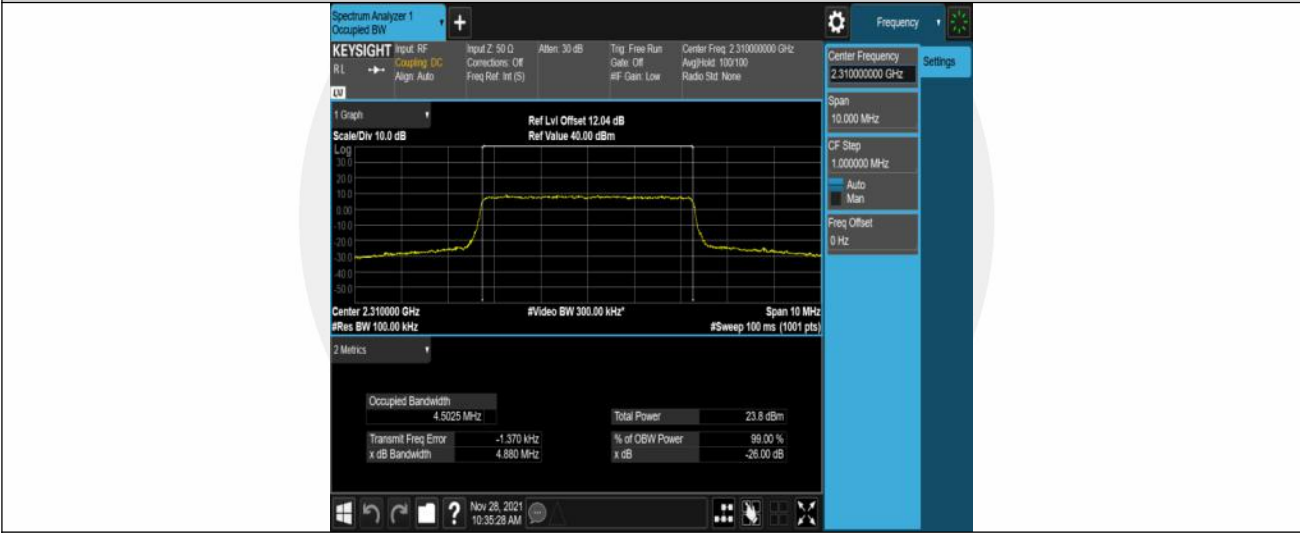 Spectrum Analyzer 1
Occupied BW
+
Frequency
KEYSIGHT
RL
Input: RF
Coupling: DC
Align: Auto
Input Z: 50 Ω
Corrections: Off
Freq Ref: Int (S)
Atten: 30 dB
Trig: Free Run
Gate: Off
#IF Gain: Low
Center Freq: 2.310000000 GHz
Avg|Hold: 100/100
Radio Std: None
1 Graph
Scale/Div 10.0 dB
Ref Lvl Offset 12.04 dB
Ref Value 40.00 dBm
Log
30.0
20.0
10.0
0.00
-10.0
-20.0
-30.0
-40.0
-50.0
Center 2.310000 GHz
#Video BW 300.00 kHz*
Span 10 MHz
#Res BW 100.00 kHz
#Sweep 100 ms (1001 pts)
2 Metrics
Occupied Bandwidth
4.5025 MHz
Total Power 23.8 dBm
Transmit Freq Error -1.370 kHz
% of OBW Power 99.00 %
x dB Bandwidth 4.880 MHz
x dB -26.00 dB
Center Frequency
2.310000000 GHz
Settings
Span
10.000 MHz
CF Step
1.000000 MHz
Auto
Man
Freq Offset
0 Hz
?
Nov 28, 2021
10:35:28 AM